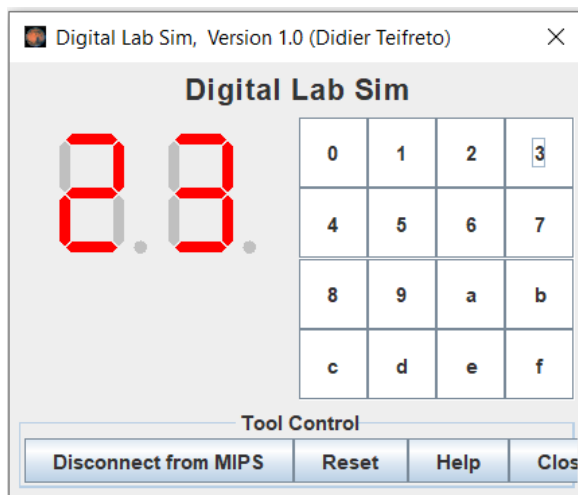 Digital Lab Sim, Version 1.0 (Didier Teifreto)
Digital Lab Sim
23
0 1 2 3
4 5 6 7
8 9 a b
c d e f
Tool Control
Disconnect from MIPS Reset Help Clos